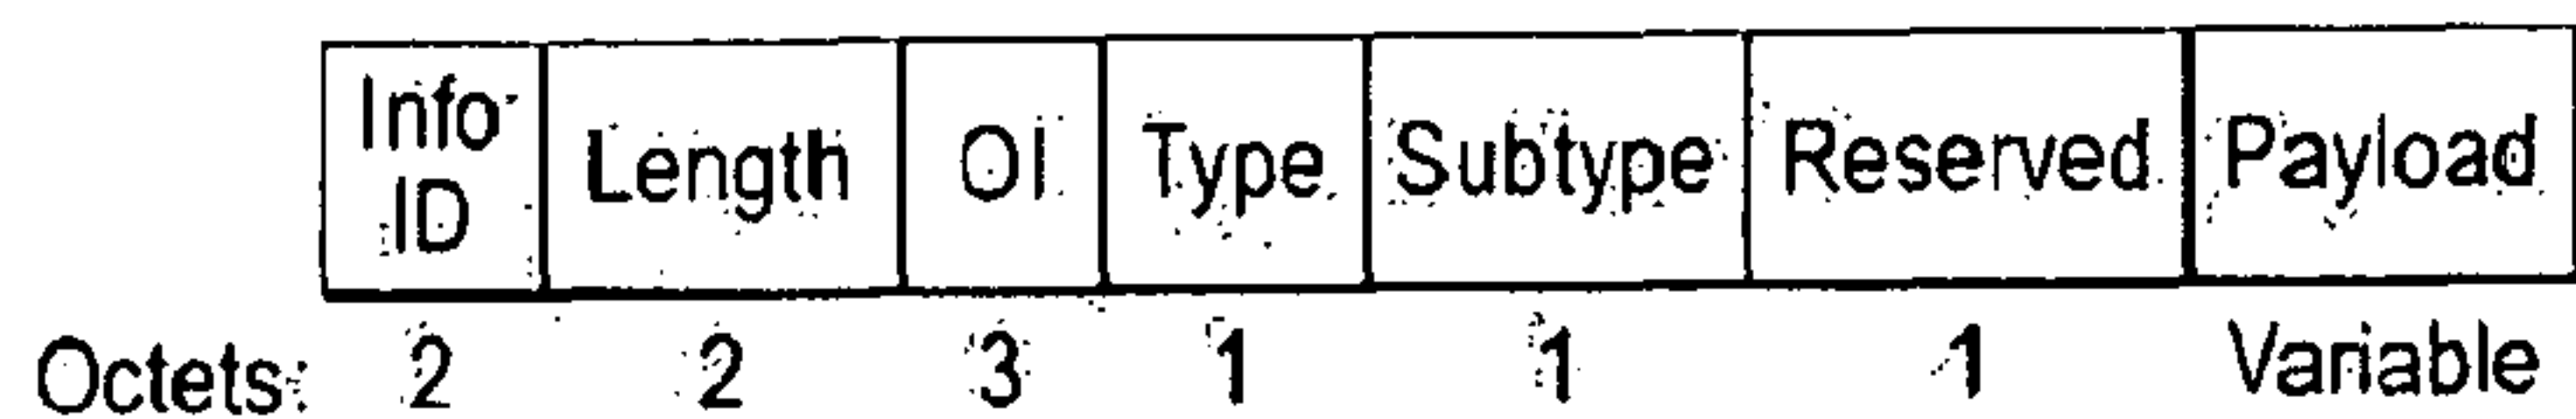 Info
ID
Length
OI
Type
Subtype
Reserved
Payload
Octets: 2 2 3 1 1 1 Variable